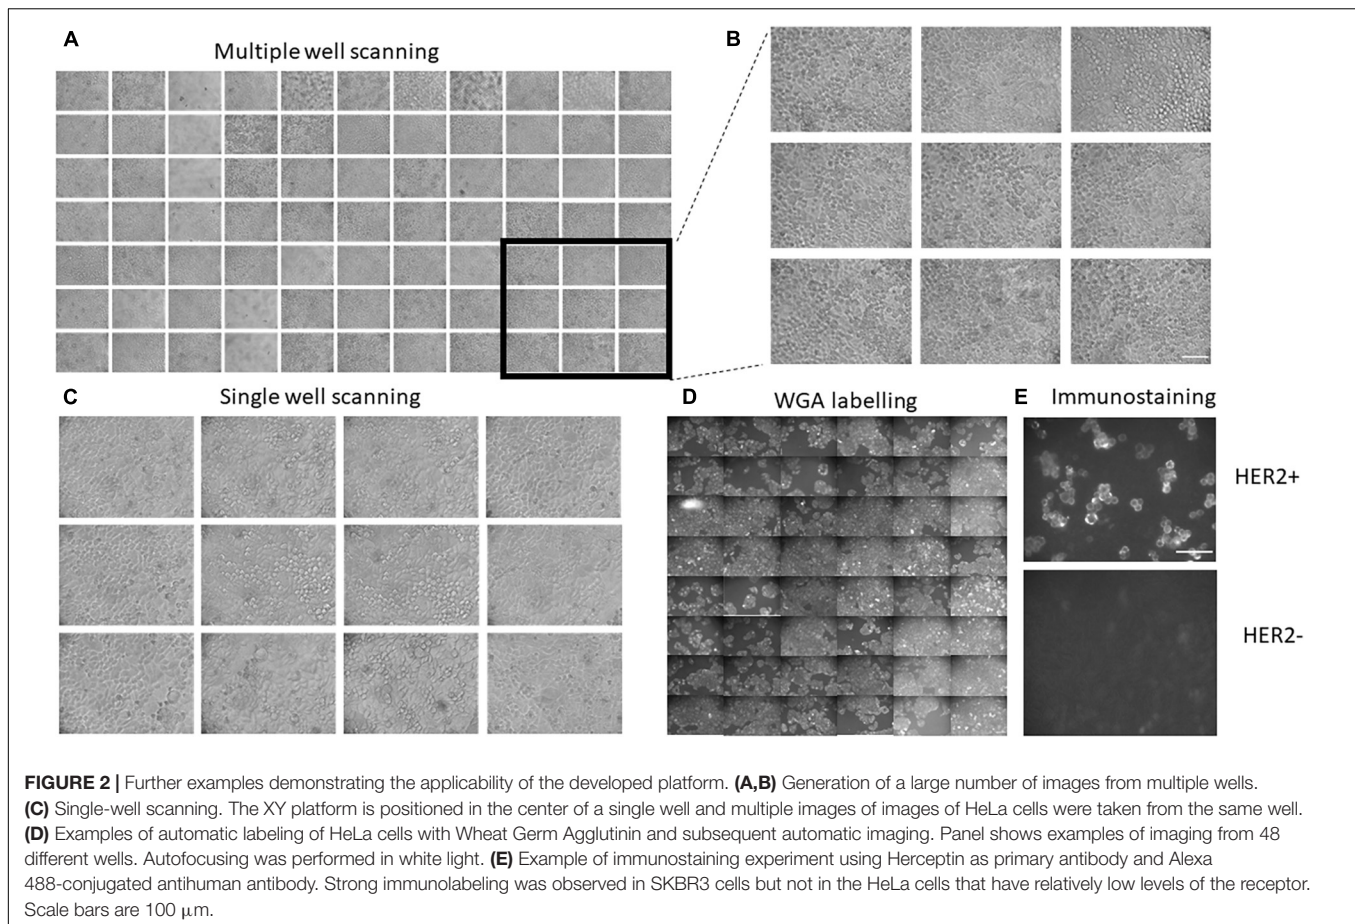 A
Multiple well scanning
B
C
Single well scanning
D
WGA labelling
E
Immunostaining
HER2+
HER2-
FIGURE 2 | Further examples demonstrating the applicability of the developed platform. (A,B) Generation of a large number of images from multiple wells.
(C) Single-well scanning. The XY platform is positioned in the center of a single well and multiple images of images of HeLa cells were taken from the same well.
(D) Examples of automatic labeling of HeLa cells with Wheat Germ Agglutinin and subsequent automatic imaging. Panel shows examples of imaging from 48
different wells. Autofocusing was performed in white light. (E) Example of immunostaining experiment using Herceptin as primary antibody and Alexa
488-conjugated antihuman antibody. Strong immunolabeling was observed in SKBR3 cells but not in the HeLa cells that have relatively low levels of the receptor.
Scale bars are 100 μm.